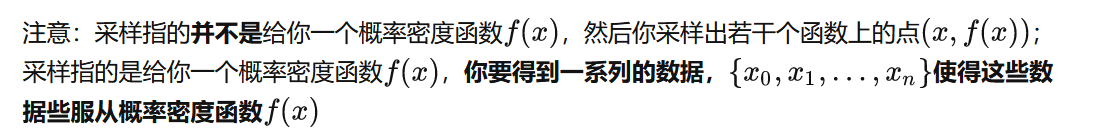 注意：采样指的并不是给你一个概率密度函数f(x)，然后你采样出若干个函数上的点(x, f(x))；
采样指的是给你一个概率密度函数f(x)，你要得到一系列的数据，{x₀, x₁, . . . , xₙ}使得这些数
据些服从概率密度函数f(x)